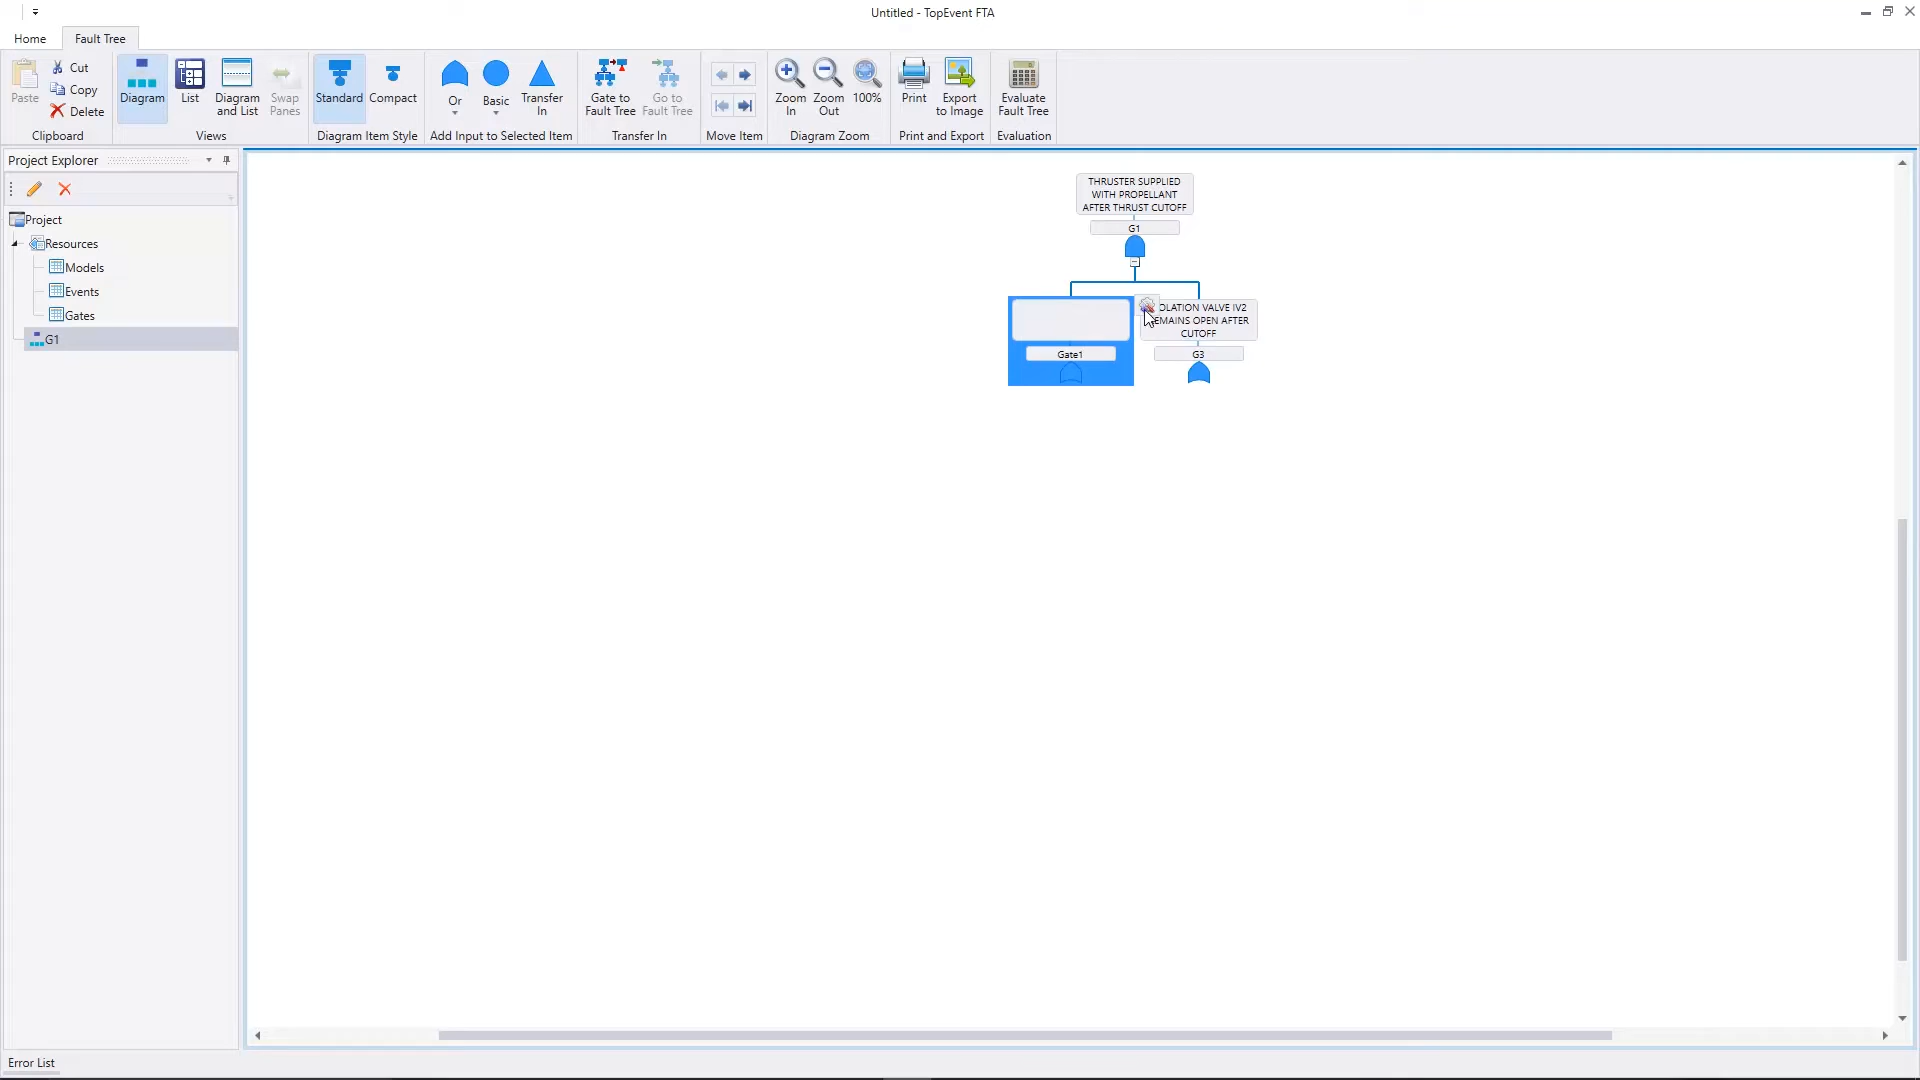 Untitled - TopEvent FTA
Home
Fault Tree
Paste
Cut
Copy
Delete
Clipboard
Diagram
List
Diagram
and List
Swap
Panes
Views
Standard
Compact
Diagram Item Style
Or
Basic
Transfer
In
Add Input to Selected Item
Gate to
Fault Tree
Go to
Fault Tree
Transfer In
Move Item
Zoom
In
Zoom
Out
100%
Diagram Zoom
Print
Export
to Image
Print and Export
Evaluate
Fault Tree
Evaluation
Project Explorer
Project
Resources
Models
Events
Gates
G1
THRUSTER SUPPLIED
WITH PROPELLANT
AFTER THRUST CUTOFF
G1
Gate1
OLATION VALVE IV2
EMAINS OPEN AFTER
CUTOFF
G3
Error List